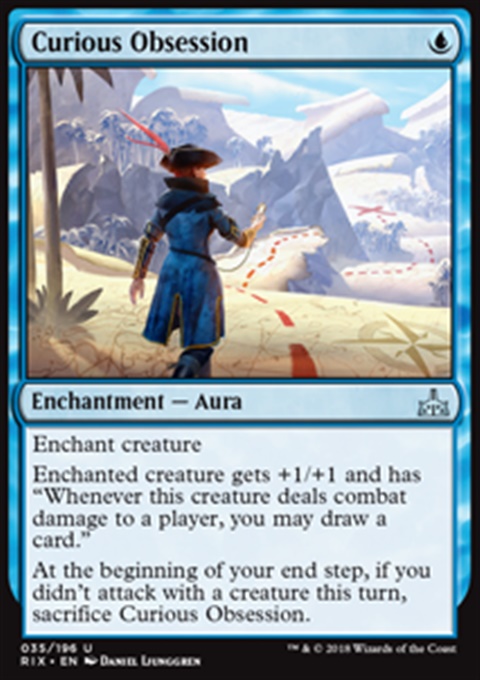 Curious Obsession
Enchantment — Aura
Enchant creature
Enchanted creature gets +1/+1 and has
“Whenever this creature deals combat
damage to a player, you may draw a
card.”
At the beginning of your end step, if you
didn't attack with a creature this turn,
sacrifice Curious Obsession.
035/196 U
™ & © 2018 Wizards of the Coast
RIX • EN Daniel Ljunggren